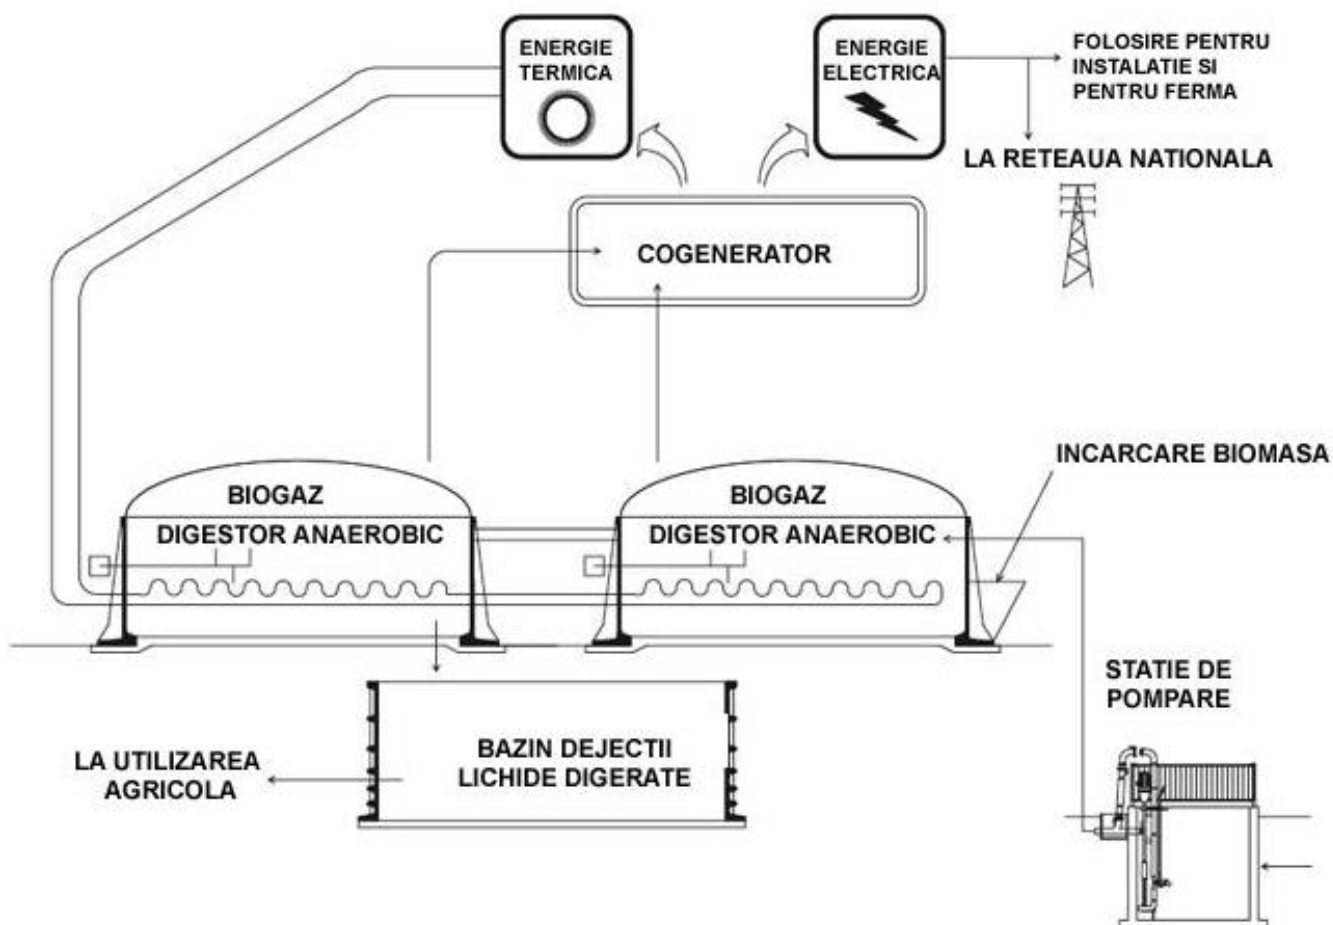 ENERGIE
TERMICA
ENERGIE
ELECTRICA
FOLOSIRE PENTRU
INSTALATIE SI
PENTRU FERMA
LA RETEAUA NATIONALA
COGENERATOR
INCARCARE BIOMASA
BIOGAZ
DIGESTOR ANAEROBIC
BIOGAZ
DIGESTOR ANAEROBIC
STATIE DE
POMPARE
BAZIN DEJECTII
LICHIDE DIGERATE
LA UTILIZAREA
AGRICOLA